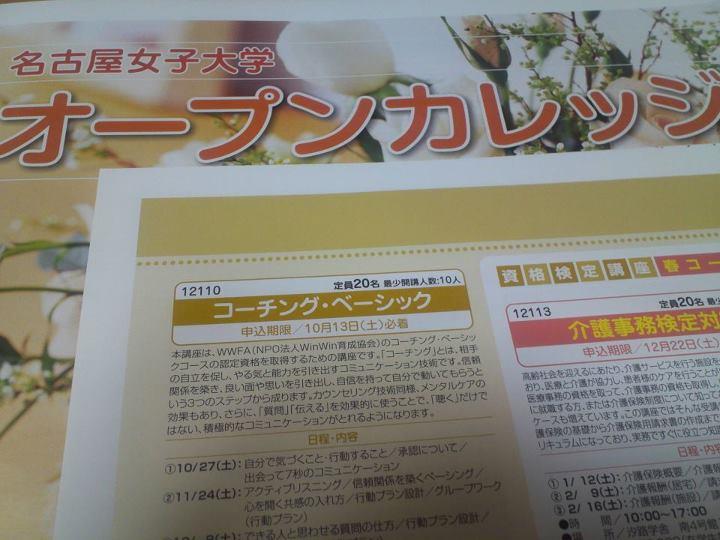 名古屋女子大学
オープンカレッジ
12110 定員20名 最少開講人数:10人
コーチング・ベーシック
申込期限/10月13日(土)必着
本講座は、WWFA(NPO法人WinWin育成協会)のコーチング・ベーシ
ックコースの認定資格を取得するための講座です。「コーチング」とは、相手
の自立を促し、やる気と能力を引き出すコミュニケーション技術です。信頼
関係を築き、良い面や思いを引き出し、自信を持って自分で動いてもらうと
いう3つのステップから成ります。カウンセリング技術同様、メンタルケアの
効果もあり、さらに、「質問」「伝える」を効果的に使うことで、「聴く」だけで
はない、積極的なコミュニケーションがとれるようになります。
日程・内容
①10/27(土):自分で気づくこと・行動すること/承認について/
出会って7秒のコミュニケーション
②11/24(土):アクティブリスニング/信頼関係を築くペーシング/
心を開く共感の入れ方/行動プラン設計/グループワーク
(行動プラン)
(土):できる人と思わせる質問の仕方/行動プラン設計/
資格検定講座 春コー
12113 定員20名 最
介護事務検定対
申込期限/12月22日(土)
高齢社会を迎えるにあたり、介護サービスを行う施設
おり、医療と介護が協力し、患者様のケアを行うことが
医療事務の資格を持って、介護事務の資格も取得し
に就職する方、または介護保険制度について知って
ケースも増えています。この講座ではそんな受講
護保険の基礎から介護保険用請求書の作成まで
リキュラムになっており、実務ですぐに役立つ知識
日程・内
①1/12(土):介護保険概要/介護
②2/9(土):介護報酬(居宅)/請
③2/16(土):介護報酬(施設)/請
●時間/10:00〜17:00
●場所/汐路学舎 南4号館